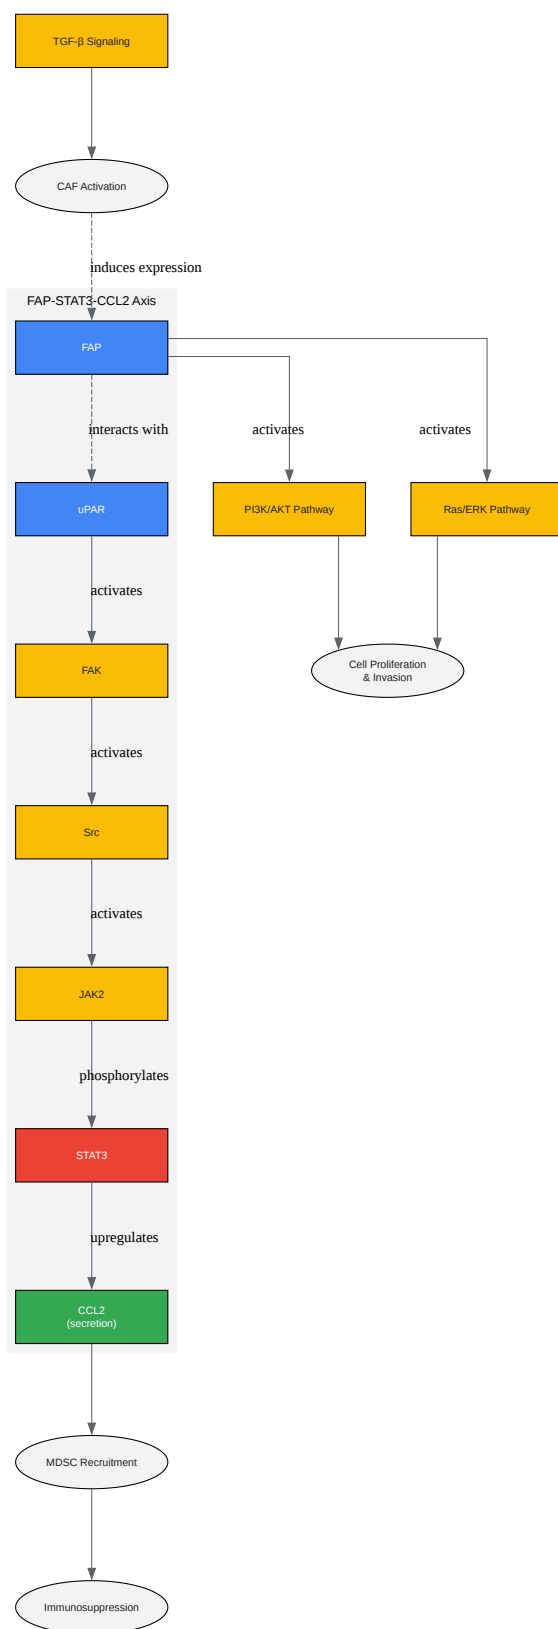 TGF-β Signaling
CAF Activation
induces expression
FAP-STAT3-CCL2 Axis
FAP
interacts with
activates
activates
uPAR
PI3K/AKT Pathway
Ras/ERK Pathway
activates
FAK
Cell Proliferation
& Invasion
activates
Src
activates
JAK2
phosphorylates
STAT3
upregulates
CCL2
(secretion)
MDSC Recruitment
Immunosuppression